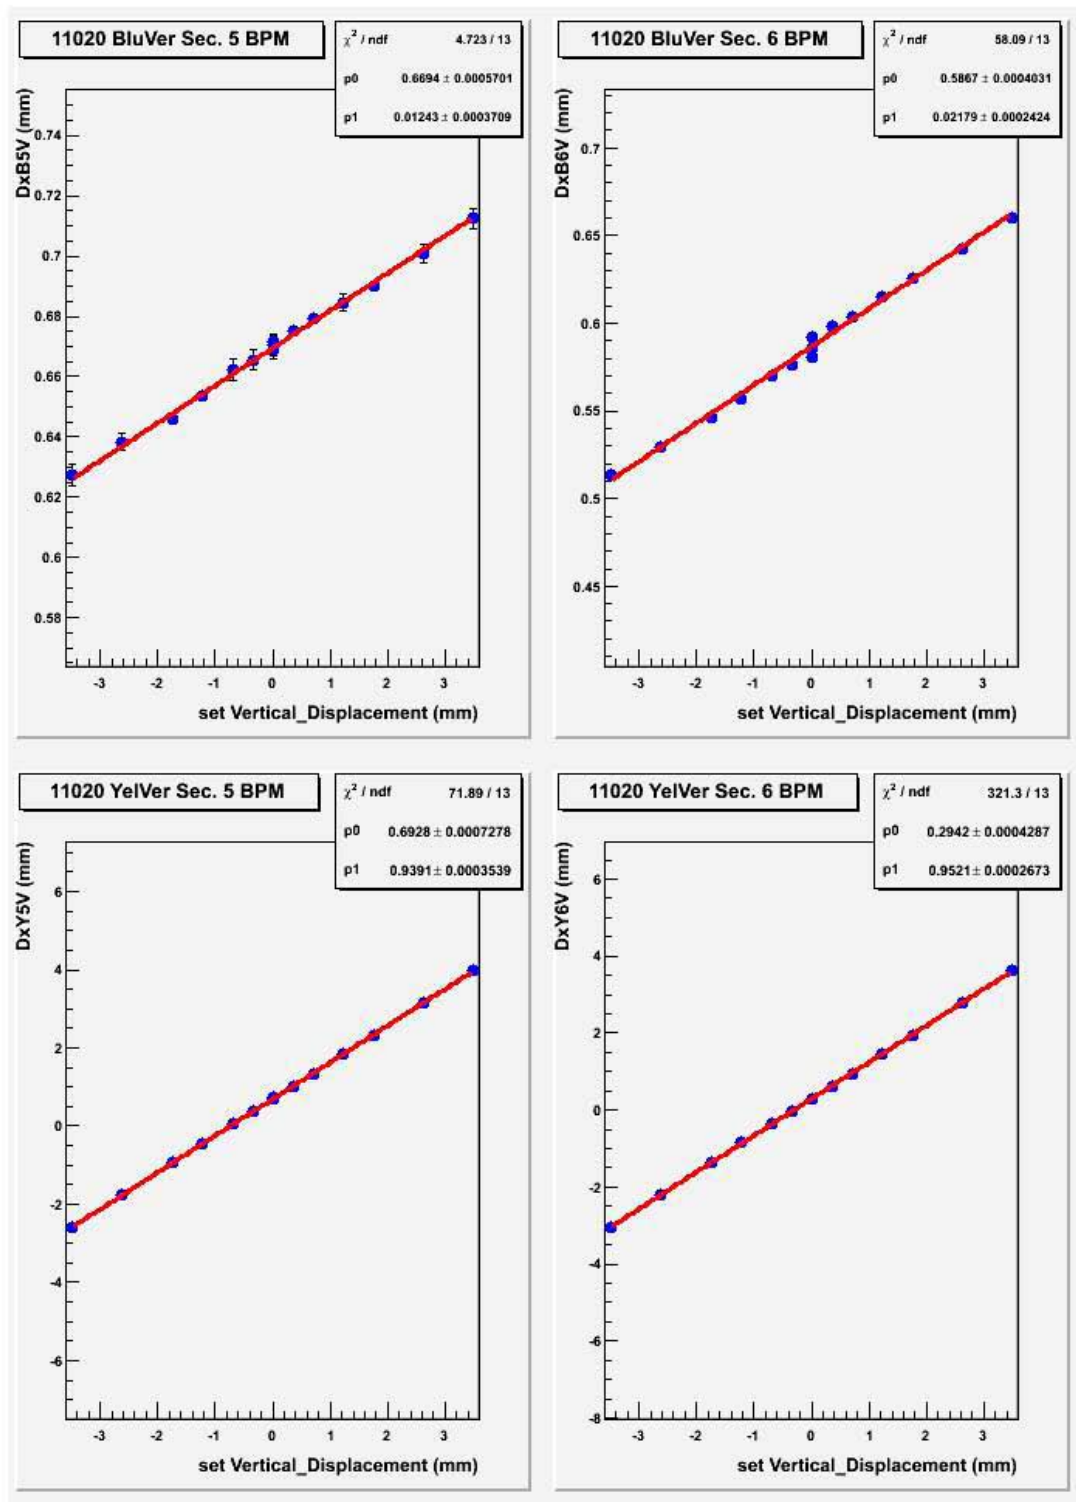 11020 BluVer Sec. 5 BPM
χ² / ndf 4.723 / 13
p0 0.6694 ± 0.0005701
p1 0.01243 ± 0.0003709
DxB5V (mm)
0.74
0.72
0.7
0.68
0.66
0.64
0.62
0.6
0.58
-3 -2 -1 0 1 2 3
set Vertical_Displacement (mm)
11020 BluVer Sec. 6 BPM
χ² / ndf 58.09 / 13
p0 0.5867 ± 0.0004031
p1 0.02179 ± 0.0002424
DxB6V (mm)
0.7
0.65
0.6
0.55
0.5
0.45
-3 -2 -1 0 1 2 3
set Vertical_Displacement (mm)
11020 YelVer Sec. 5 BPM
χ² / ndf 71.89 / 13
p0 0.6928 ± 0.0007278
p1 0.9391 ± 0.0003539
DxY5V (mm)
6
4
2
0
-2
-4
-6
-3 -2 -1 0 1 2 3
set Vertical_Displacement (mm)
11020 YelVer Sec. 6 BPM
χ² / ndf 321.3 / 13
p0 0.2942 ± 0.0004287
p1 0.9521 ± 0.0002673
DxY6V (mm)
6
4
2
0
-2
-4
-6
-8
-3 -2 -1 0 1 2 3
set Vertical_Displacement (mm)